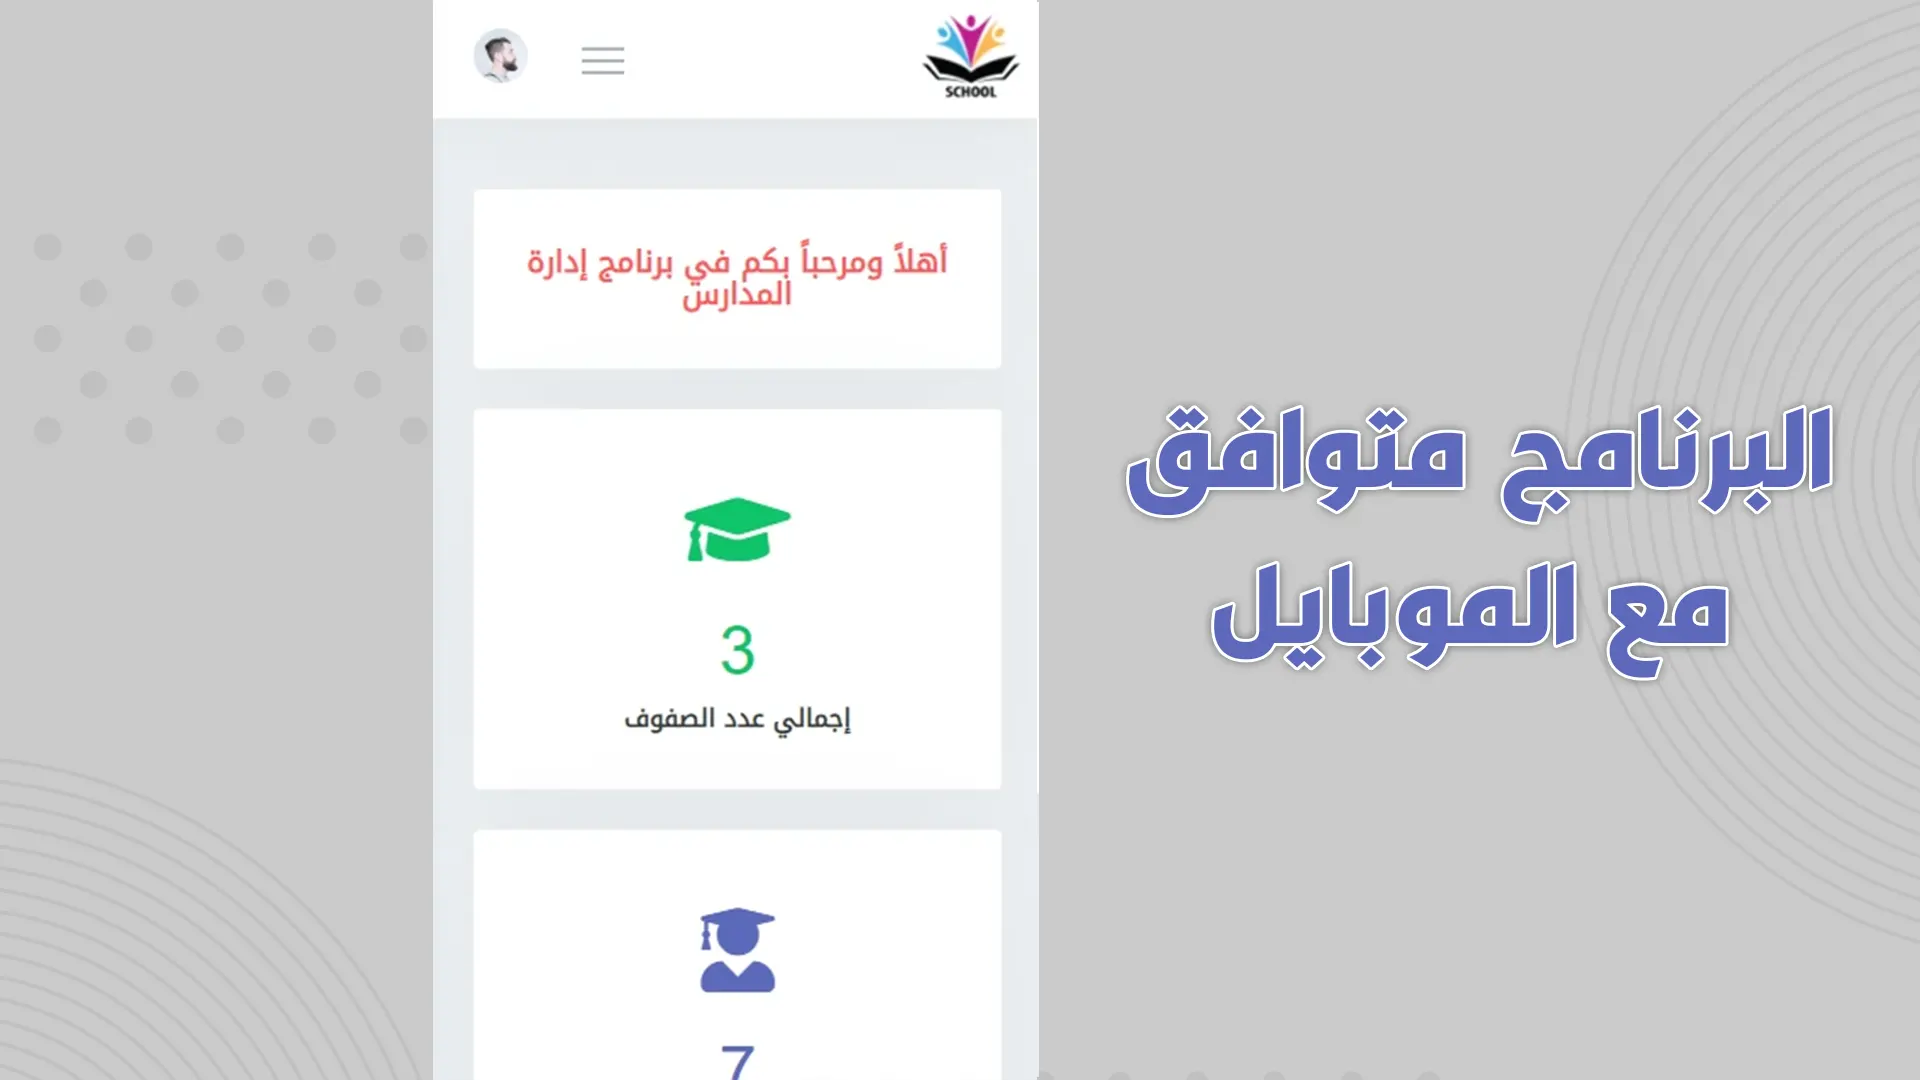 SCHOOL
أهلاً ومرحباً بكم في برنامج إدارة
المدارس
3
إجمالي عدد الصفوف
7
البرنامج متوافق
مع الموبايل